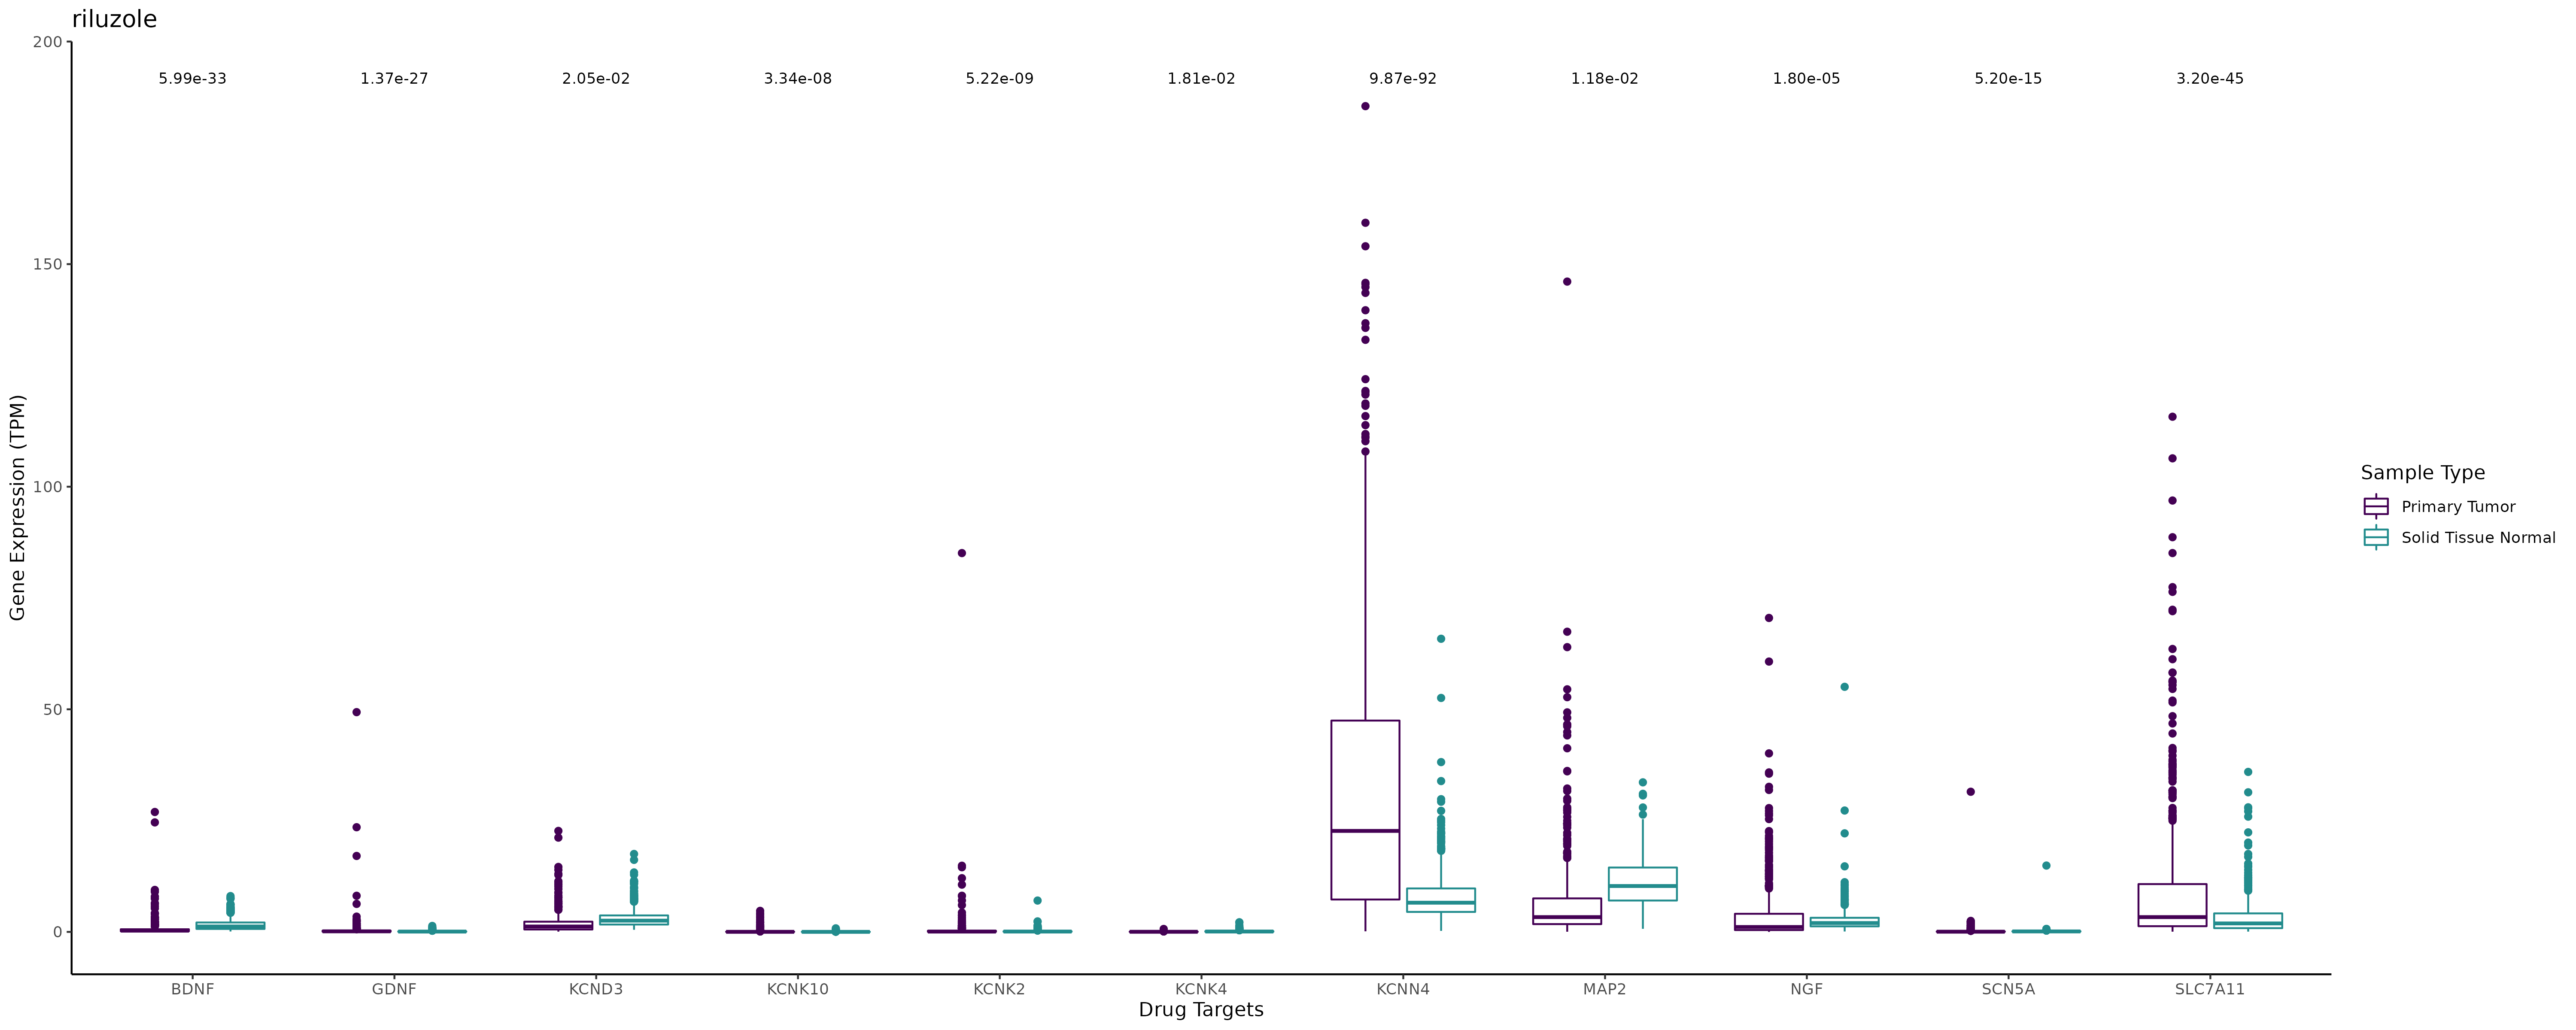 riluzole
200
150
100
50
0
Gene Expression (TPM)
5.99e-33 1.37e-27 2.05e-02 3.34e-08 5.22e-09 1.81e-02 9.87e-92 1.18e-02 1.80e-05 5.20e-15 3.20e-45
BDNF GDNF KCND3 KCNK10 KCNK2 KCNK4 KCNN4 MAP2 NGF SCN5A SLC7A11
Drug Targets
Sample Type
Primary Tumor
Solid Tissue Normal